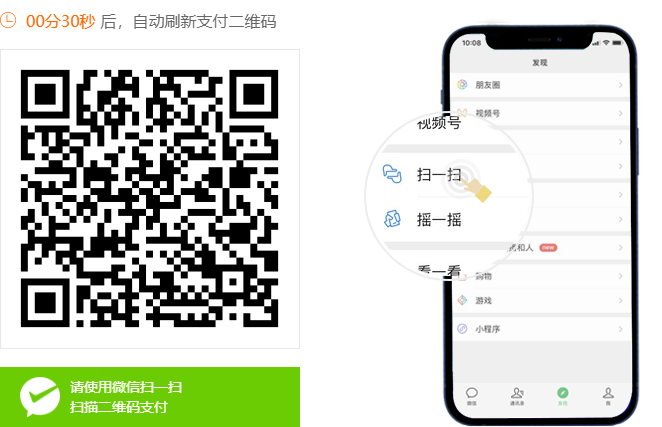 00分30秒 后，自动刷新支付二维码
请使用微信扫一扫
扫描二维码支付
10:08
发现
朋友圈
视频号
视频号
扫一扫
摇一摇
看一看
和人 new
购物
游戏
小程序
微信 通讯录 发现 我